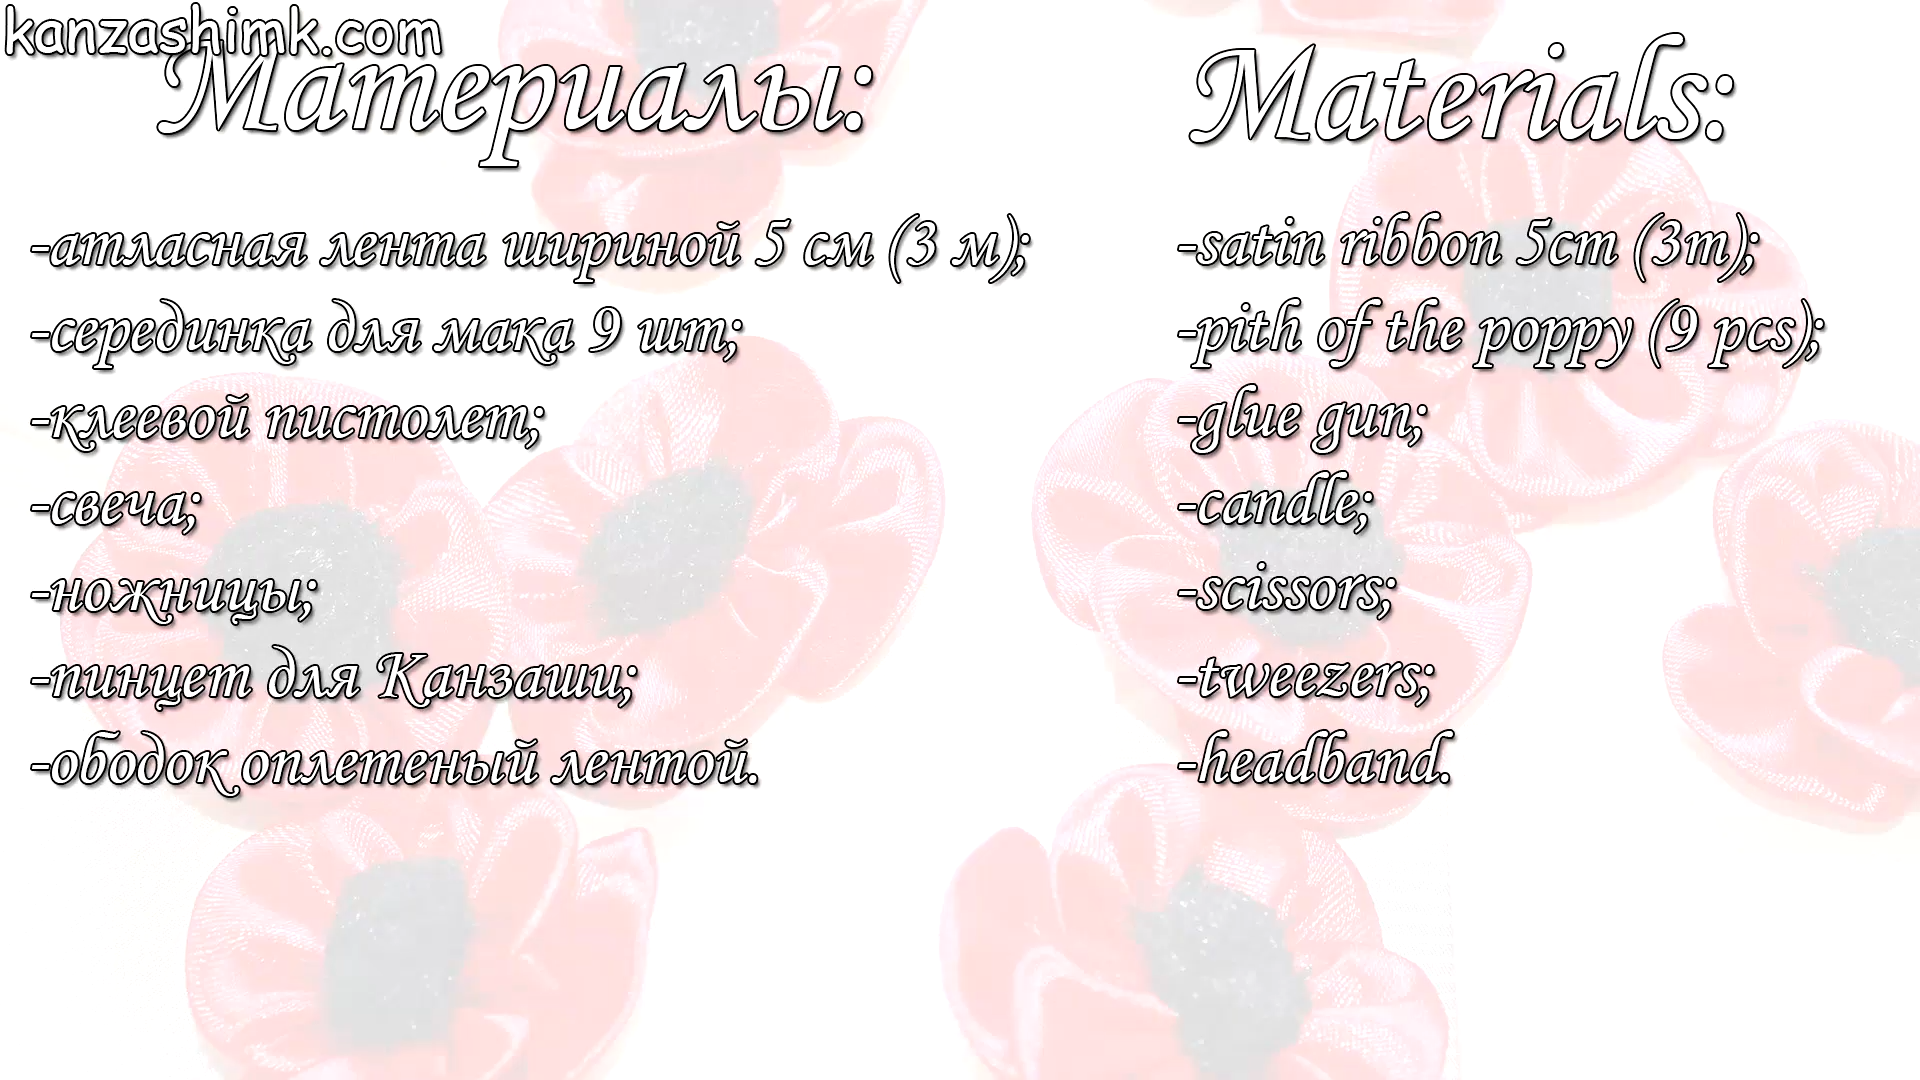 kanzashimk.com
Материалы:
-атласная лента шириной 5 см (3 м);
-серединка для мака 9 шт;
-клеевой пистолет;
-свеча;
-ножницы;
-пинцет для Канзаши;
-ободок оплетеный лентой.
Materials:
-satin ribbon 5cm (3m);
-pith of the poppy (9 pcs);
-glue gun;
-candle;
-scissors;
-tweezers;
-headband.